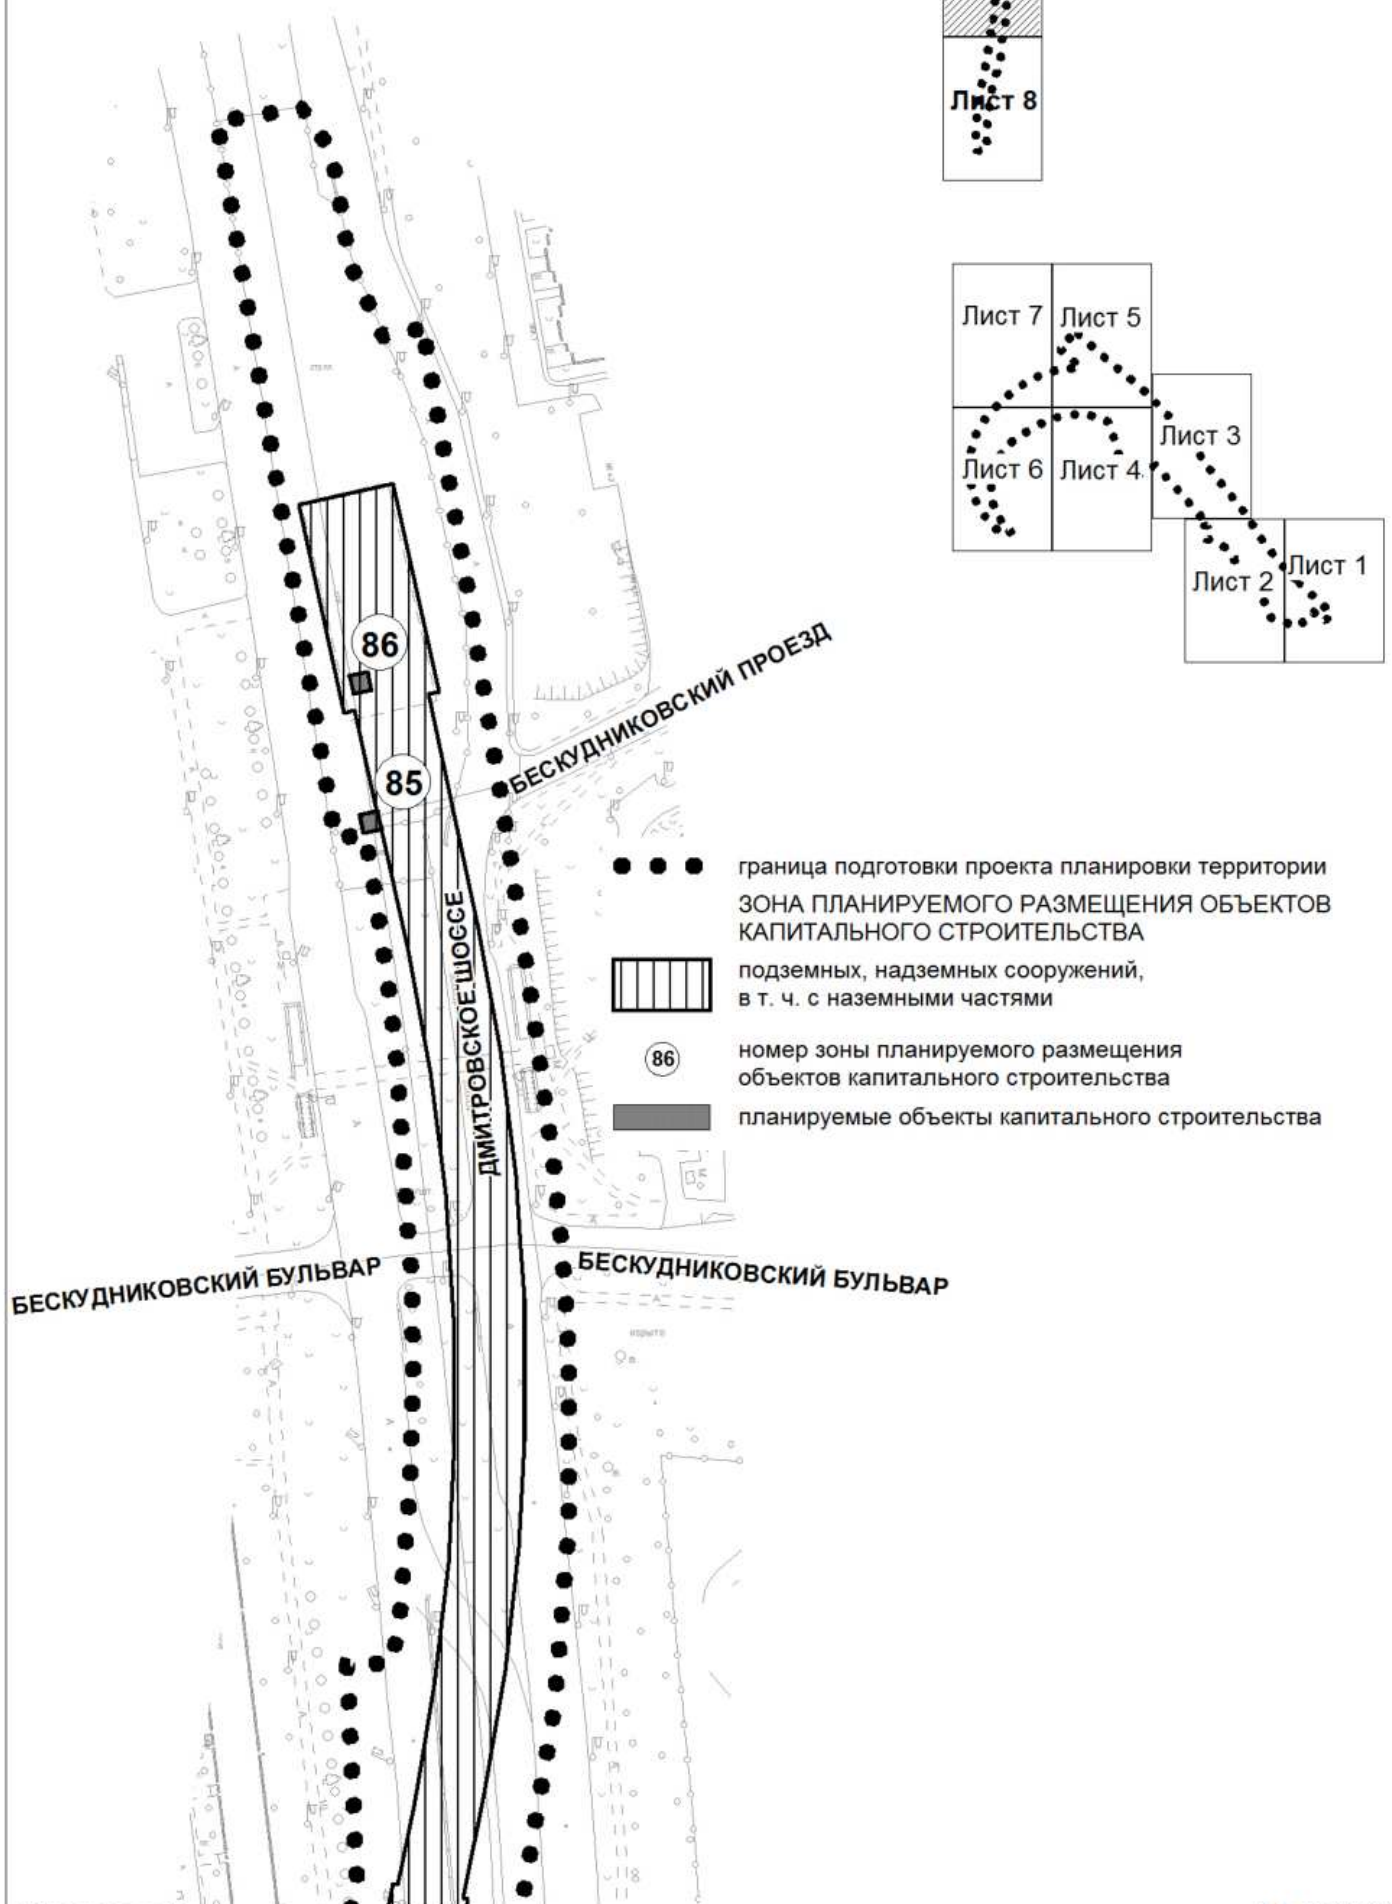 Лист 8
Лист 7
Лист 5
Лист 3
Лист 6
Лист 4
Лист 2
Лист 1
86
85
БЕСКУДНИКОВСКИЙ ПРОЕЗД
ДМИТРОВСКОЕ ШОССЕ
граница подготовки проекта планировки территории
ЗОНА ПЛАНИРУЕМОГО РАЗМЕЩЕНИЯ ОБЪЕКТОВ
КАПИТАЛЬНОГО СТРОИТЕЛЬСТВА
подземных, надземных сооружений,
в т. ч. с наземными частями
86
номер зоны планируемого размещения
объектов капитального строительства
планируемые объекты капитального строительства
БЕСКУДНИКОВСКИЙ БУЛЬВАР
БЕСКУДНИКОВСКИЙ БУЛЬВАР